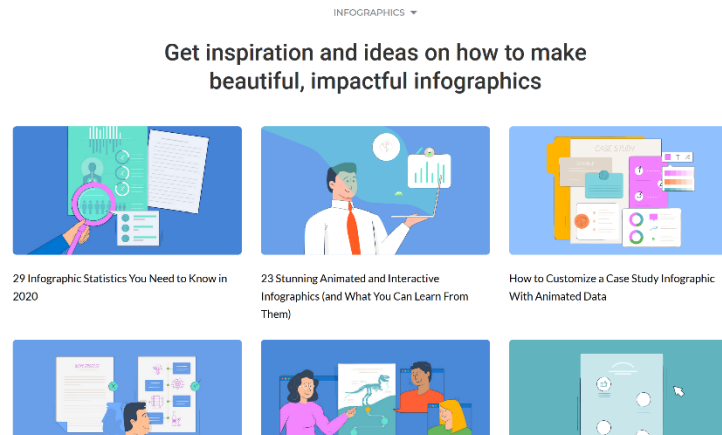 INFOGRAPHICS
Get inspiration and ideas on how to make
beautiful, impactful infographics
CASE STUDY
29 Infographic Statistics You Need to Know in
2020
23 Stunning Animated and Interactive
Infographics (and What You Can Learn From
Them)
How to Customize a Case Study Infographic
With Animated Data